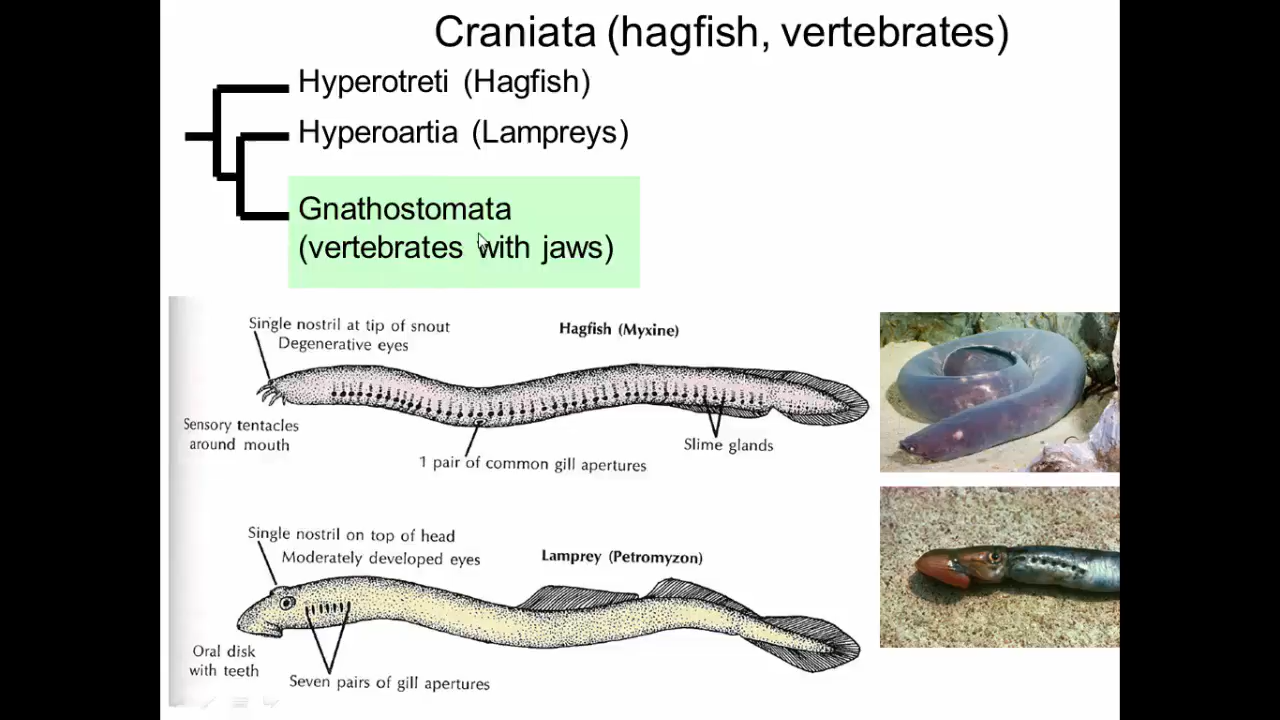 Craniata (hagfish, vertebrates)
Hyperotreti (Hagfish)
Hyperoartia (Lampreys)
Gnathostomata
(vertebrates with jaws)
Single nostril at tip of snout
Degenerative eyes
Hagfish (Myxine)
Sensory tentacles
around mouth
1 pair of common gill apertures
Slime glands
Single nostril on top of head
Moderately developed eyes
Lamprey (Petromyzon)
Oral disk
with teeth
Seven pairs of gill apertures